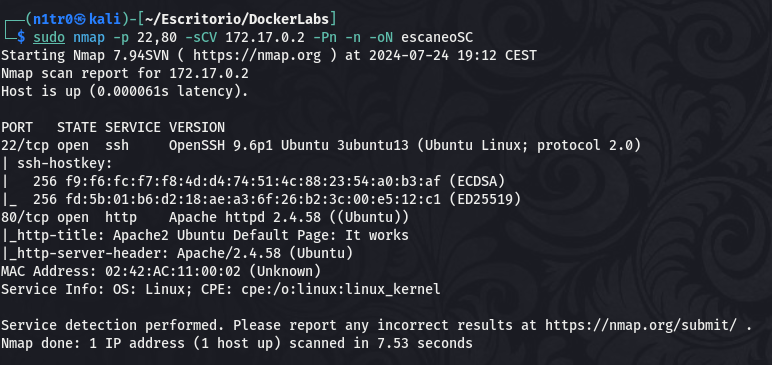 ┌──(n1tr0㉿kali)-[~/Escritorio/DockerLabs]
└─$ sudo nmap -p 22,80 -sCV 172.17.0.2 -Pn -n -oN escaneoSC
Starting Nmap 7.94SVN ( https://nmap.org ) at 2024-07-24 19:12 CEST
Nmap scan report for 172.17.0.2
Host is up (0.000061s latency).

PORT   STATE SERVICE VERSION
22/tcp open  ssh     OpenSSH 9.6p1 Ubuntu 3ubuntu13 (Ubuntu Linux; protocol 2.0)
| ssh-hostkey:
|   256 f9:f6:fc:f7:f8:4d:d4:74:51:4c:88:23:54:a0:b3:af (ECDSA)
|_  256 fd:5b:01:b6:d2:18:ae:a3:6f:26:b2:3c:00:e5:12:c1 (ED25519)
80/tcp open  http    Apache httpd 2.4.58 ((Ubuntu))
|_http-title: Apache2 Ubuntu Default Page: It works
|_http-server-header: Apache/2.4.58 (Ubuntu)
MAC Address: 02:42:AC:11:00:02 (Unknown)
Service Info: OS: Linux; CPE: cpe:/o:linux:linux_kernel

Service detection performed. Please report any incorrect results at https://nmap.org/submit/ .
Nmap done: 1 IP address (1 host up) scanned in 7.53 seconds